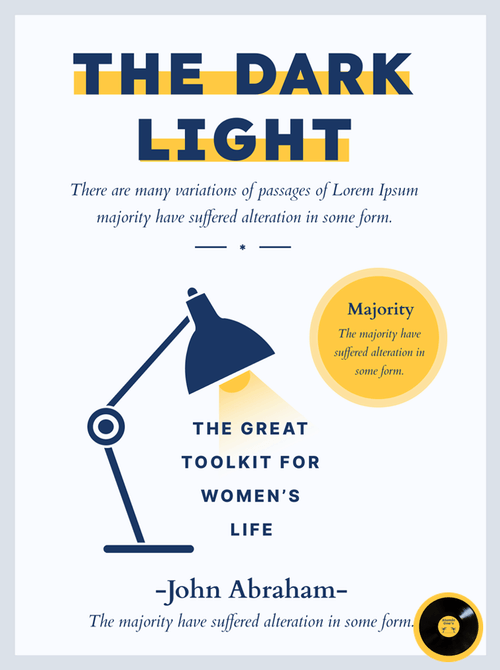 THE DARK
LIGHT
There are many variations of passages of Lorem Ipsum
majority have suffered alteration in some form.
*
Majority
The majority have
suffered alteration in
some form.
THE GREAT
TOOLKIT FOR
WOMEN'S
LIFE
-John Abraham-
The majority have suffered alteration in some form.